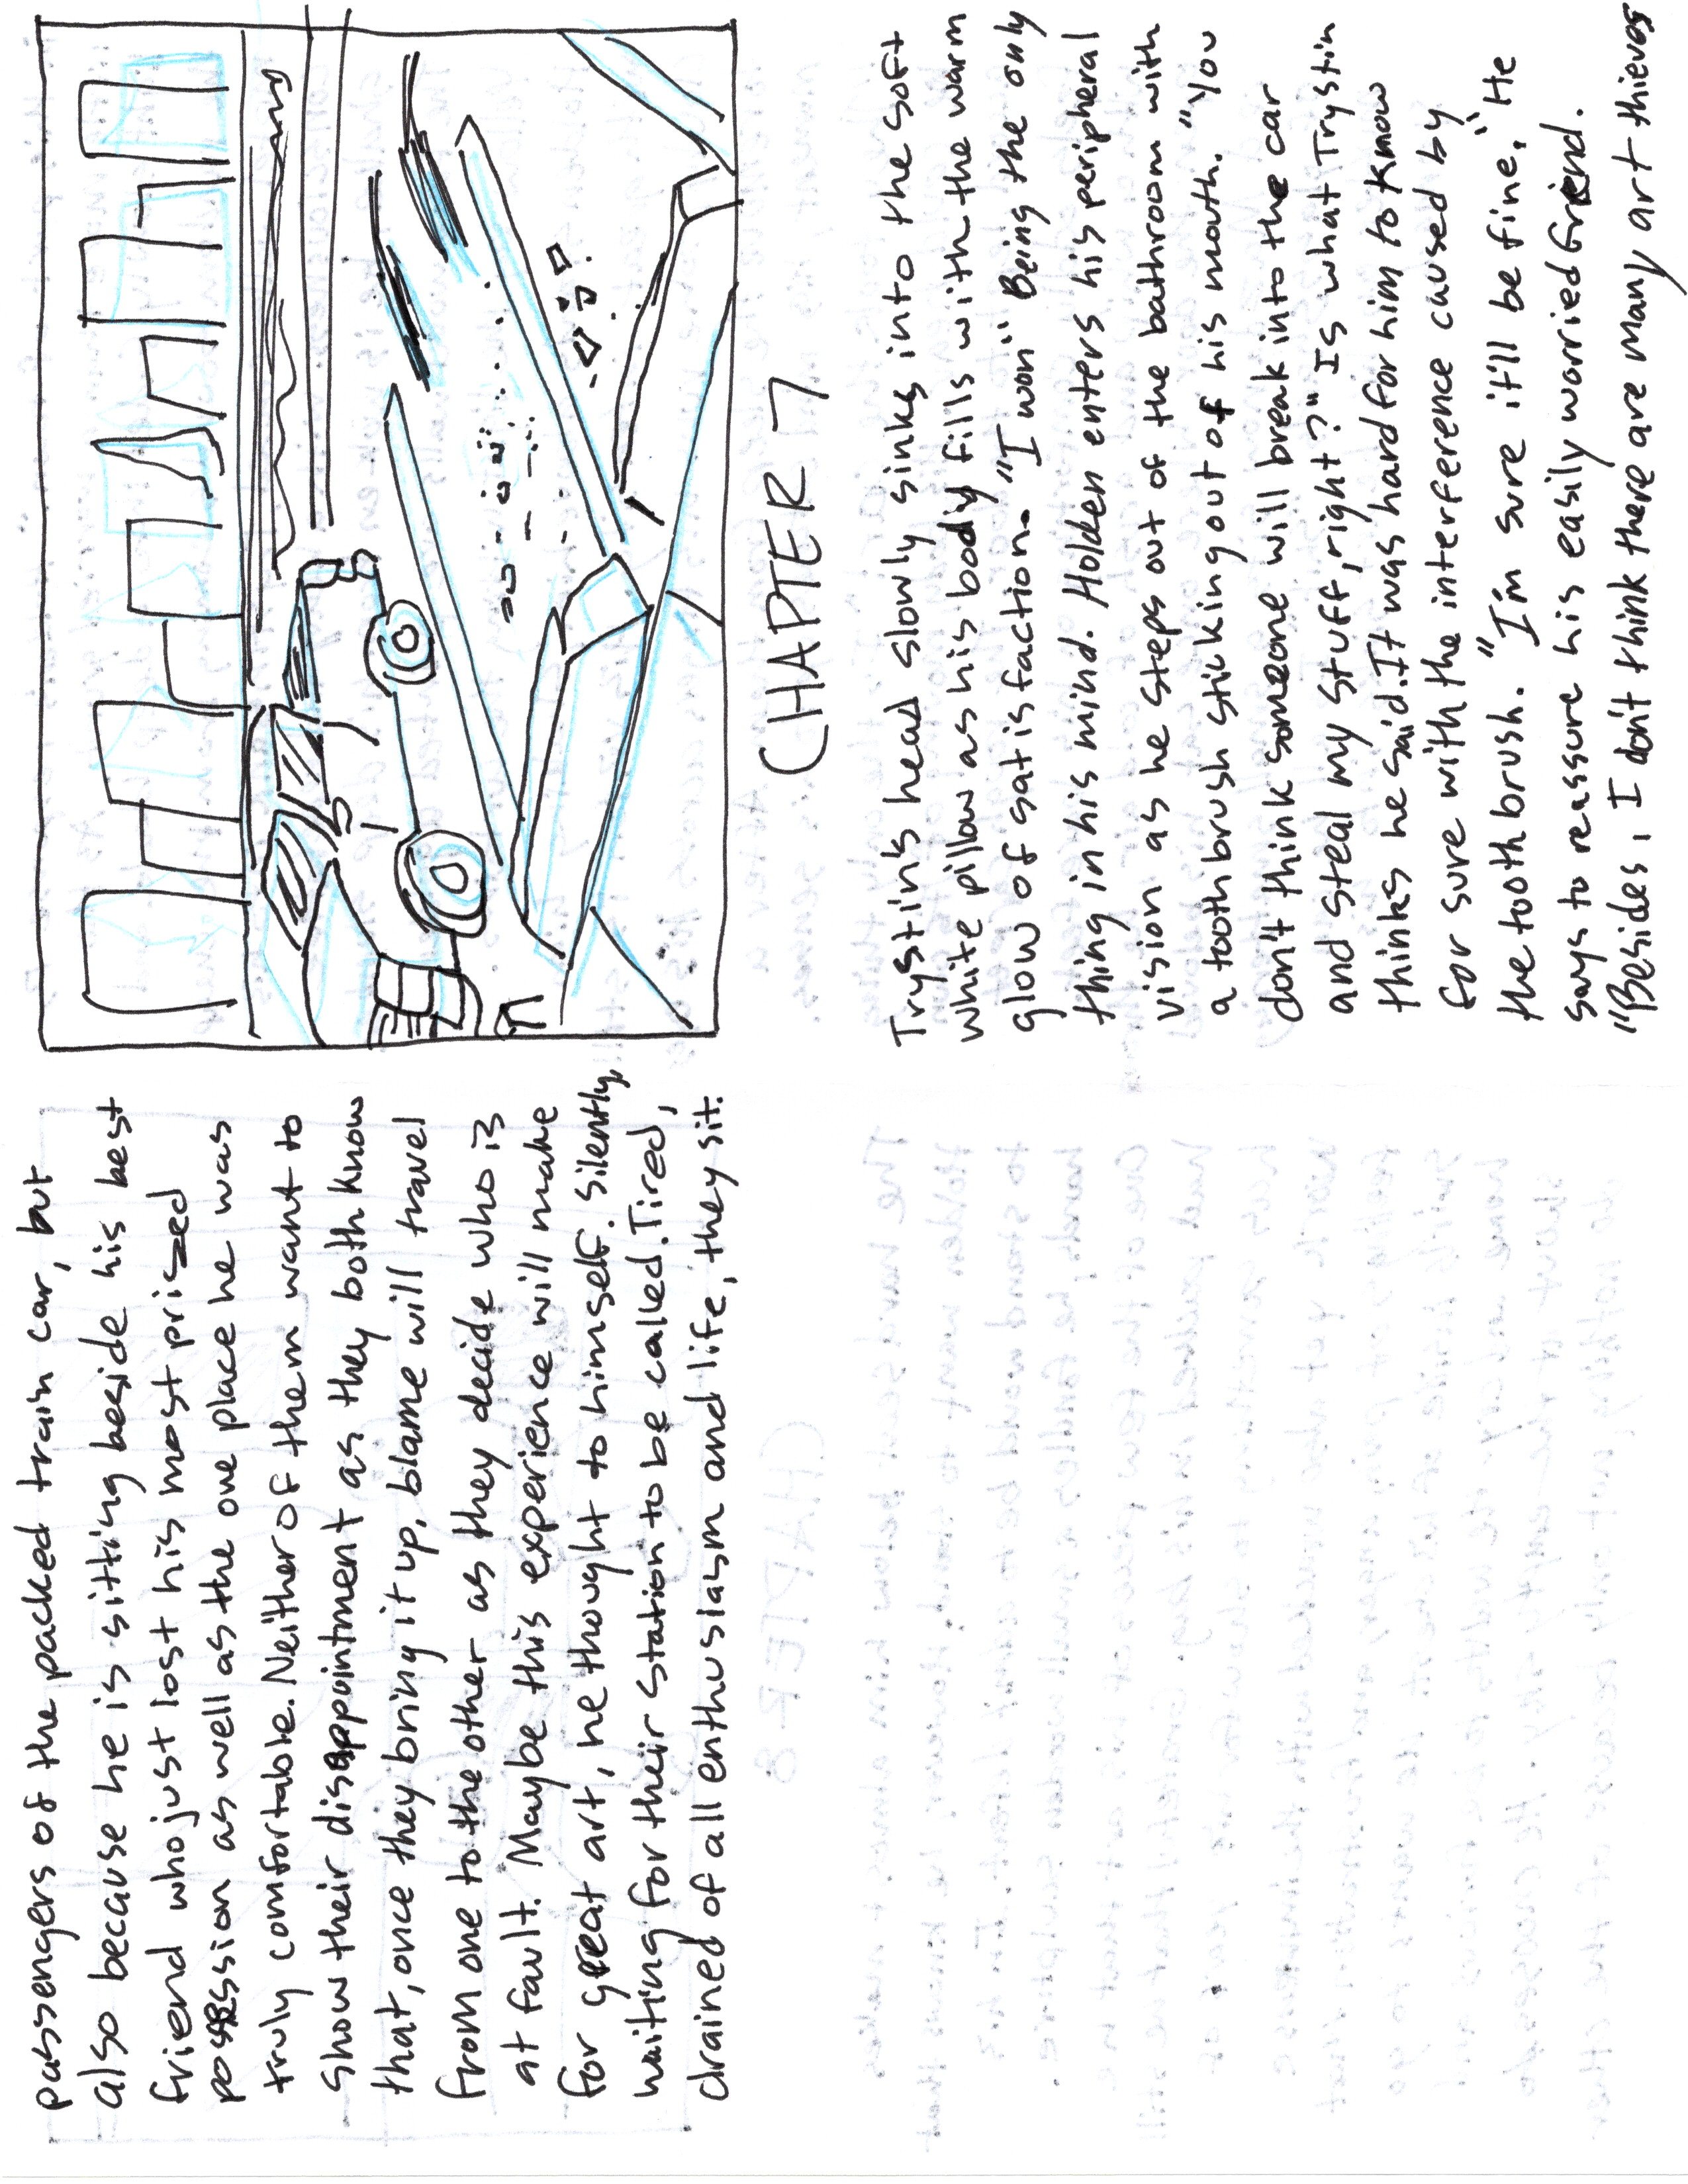 passengers of the packed train car, but
also because he is sitting beside his best
friend who just lost his most prized
possession as well as the one place he was
truly comfortable. Neither of them want to
show their disappointment as they both know
that, once they bring it up, blame will travel
from one to the other as they decide who is
at fault. Maybe this experience will make
for great art, he thought to himself. Silently,
waiting for their station to be called. Tired,
drained of all enthusiasm and life, they sit.
CHAPTER 7
Trystin's head slowly sinks into the soft
white pillow as his body fills with the warm
glow of satisfaction. "I won" Being the only
thing in his mind. Holden enters his peripheral
vision as he steps out of the bathroom with
a toothbrush sticking out of his mouth. "You
don't think someone will break into the car
and steal my stuff, right?" Is what Trystin
thinks he said. It was hard for him to know
for sure with the interference caused by
the toothbrush. "I'm sure it'll be fine," He
says to reassure his easily worried friend.
"Besides, I don't think there are many art thieves